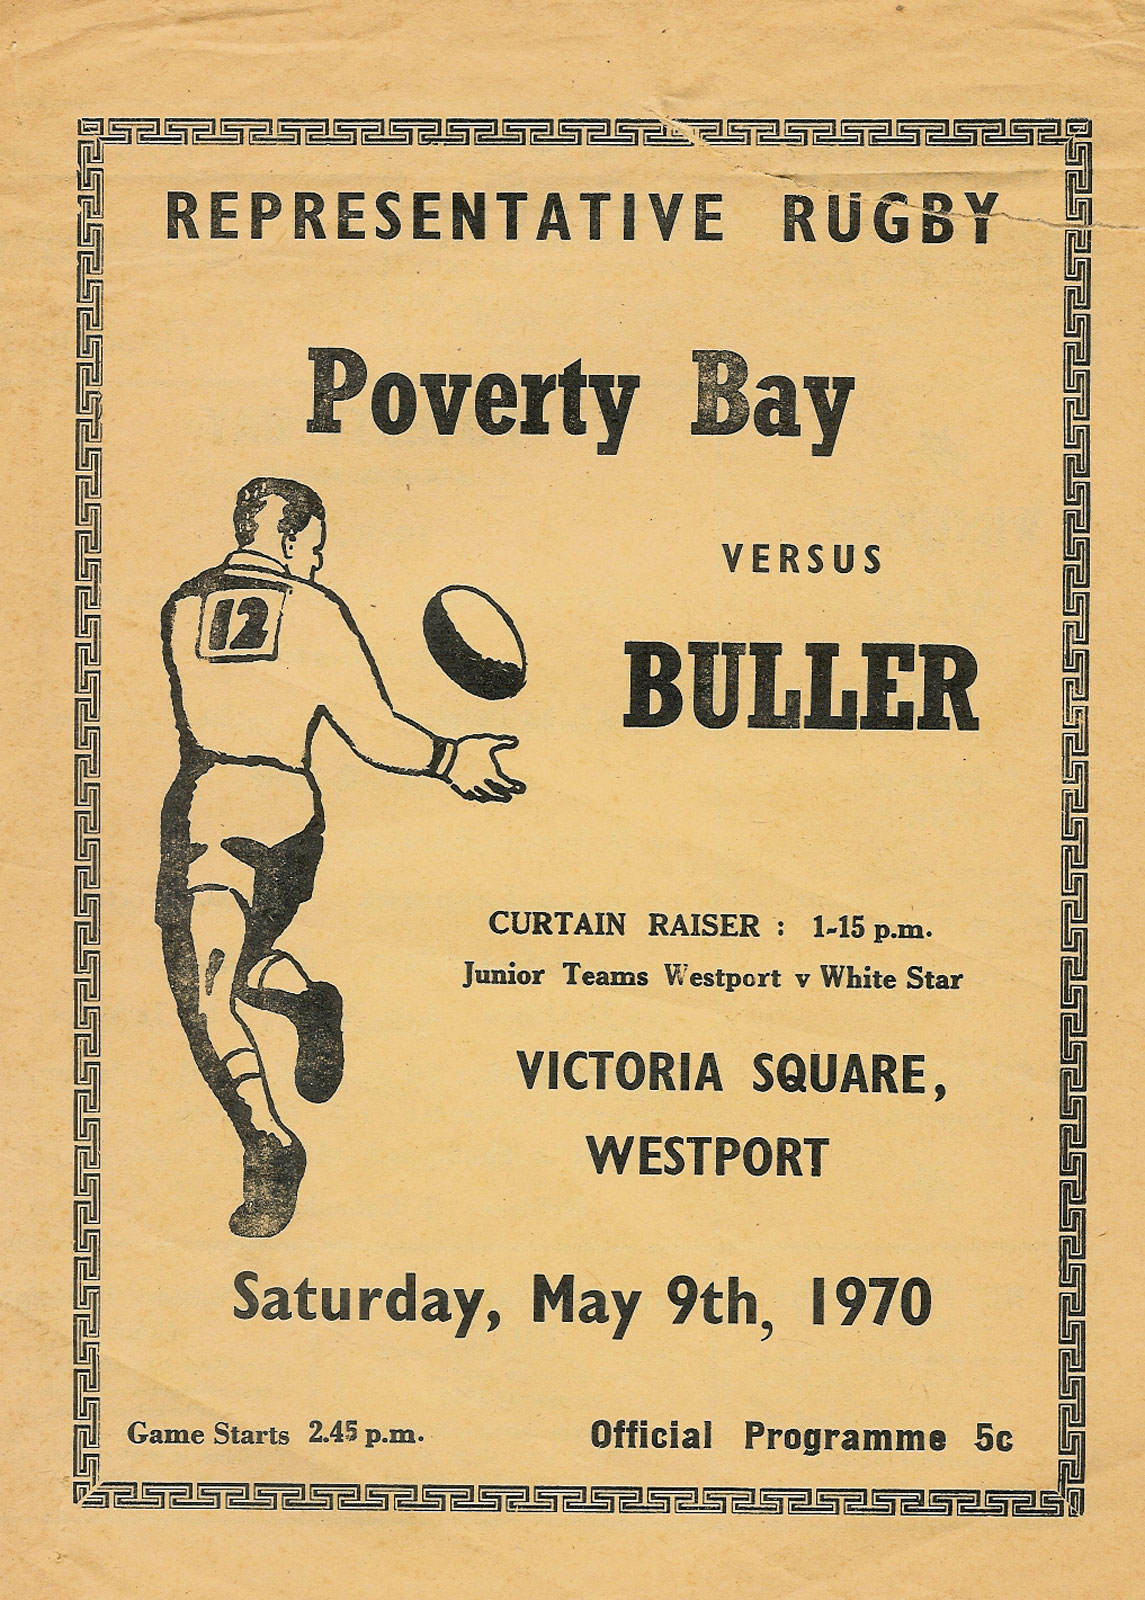 REPRESENTATIVE RUGBY
Poverty Bay
VERSUS
12
BULLER
CURTAIN RAISER : 1-15 p.m.
Junior Teams Westport v White Star
VICTORIA SQUARE,
WESTPORT
Saturday, May 9th, 1970
Game Starts 2.45 p.m.
Official Programme 5c